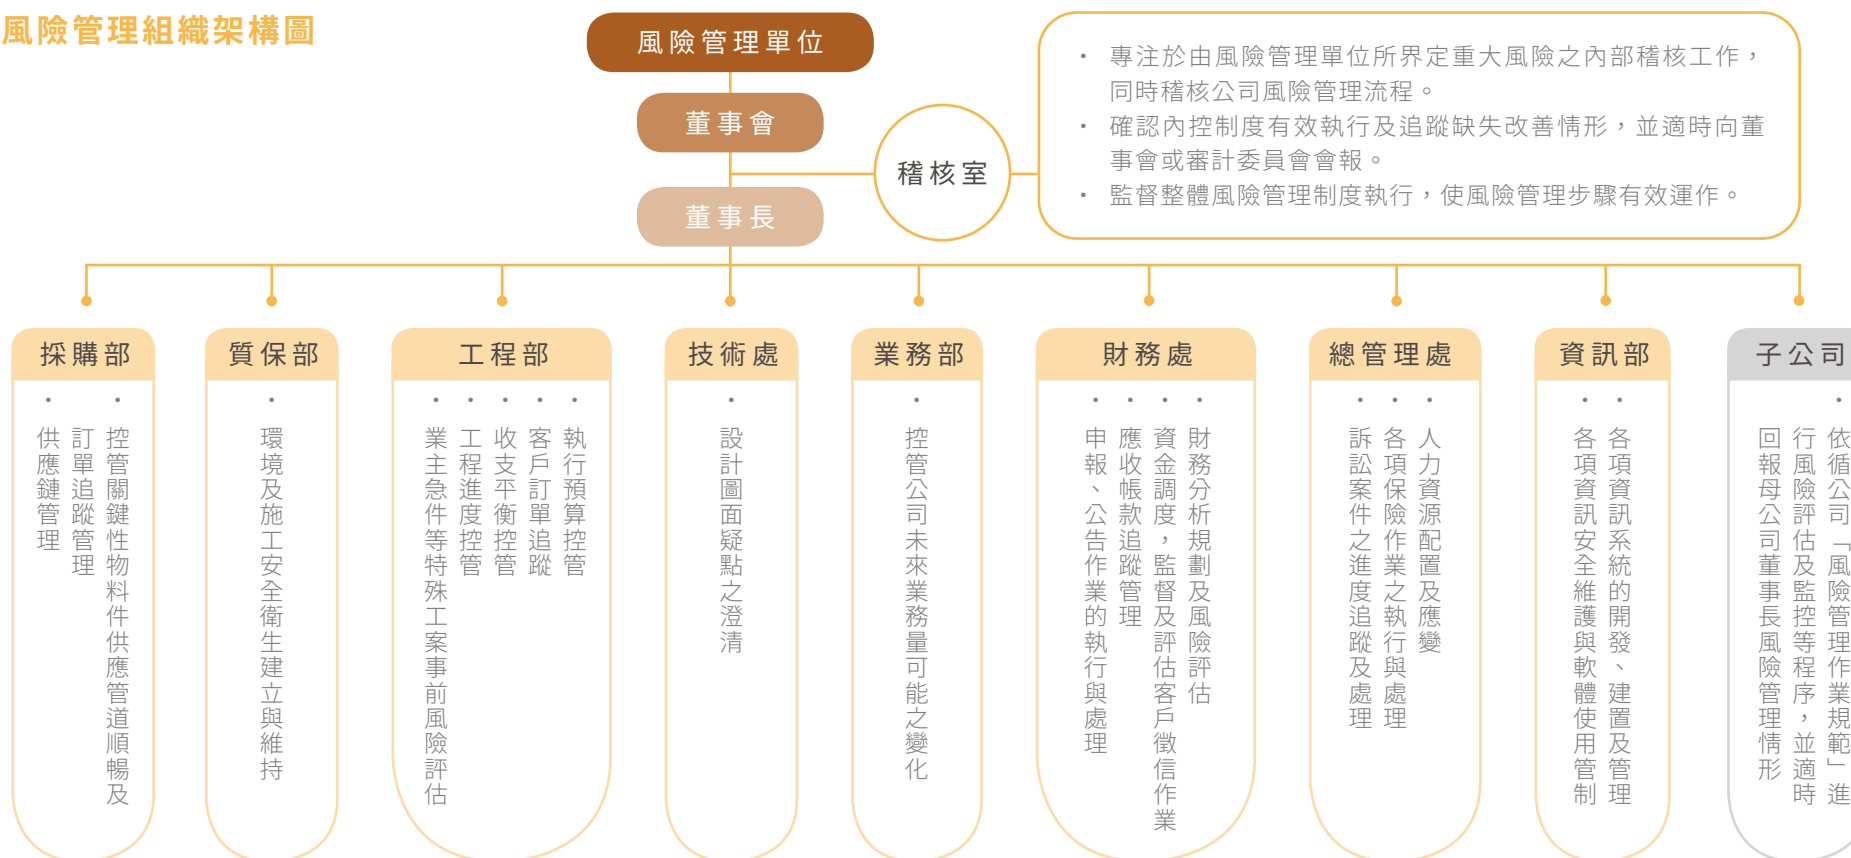 風險管理組織架構圖
風險管理單位
董事會
董事長
稽核室
・ 專注於由風險管理單位所界定重大風險之內部稽核工作，
同時稽核公司風險管理流程。
・ 確認內控制度有效執行及追蹤缺失改善情形，並適時向董
事會或審計委員會會報。
・ 監督整體風險管理制度執行，使風險管理步驟有效運作。
採購部
・ 控管關鍵性物料件供應管道順暢及
訂單追蹤管理
・ 供應鏈管理
質保部
・ 環境及施工安全衛生建立與維持
工程部
・ 執行預算控管
・ 客戶訂單追蹤
・ 收支平衡控管
・ 工程進度控管
・ 業主急件等特殊工案事前風險評估
技術處
・ 設計圖面疑點之澄清
業務部
・ 控管公司未來業務量可能之變化
財務處
・ 財務分析規劃及風險評估
・ 資金調度，監督及評估客戶徵信作業
・ 應收帳款追蹤管理
・ 申報、公告作業的執行與處理
總管理處
・ 人力資源配置及應變
・ 各項保險作業之執行與處理
・ 訴訟案件之進度追蹤及處理
資訊部
・ 各項資訊系統的開發、建置及管理
・ 各項資訊安全維護與軟體使用管制
子公司
・ 依循公司「風險管理作業規範」進
行風險評估及監控等程序，並適時
回報母公司董事長風險管理情形